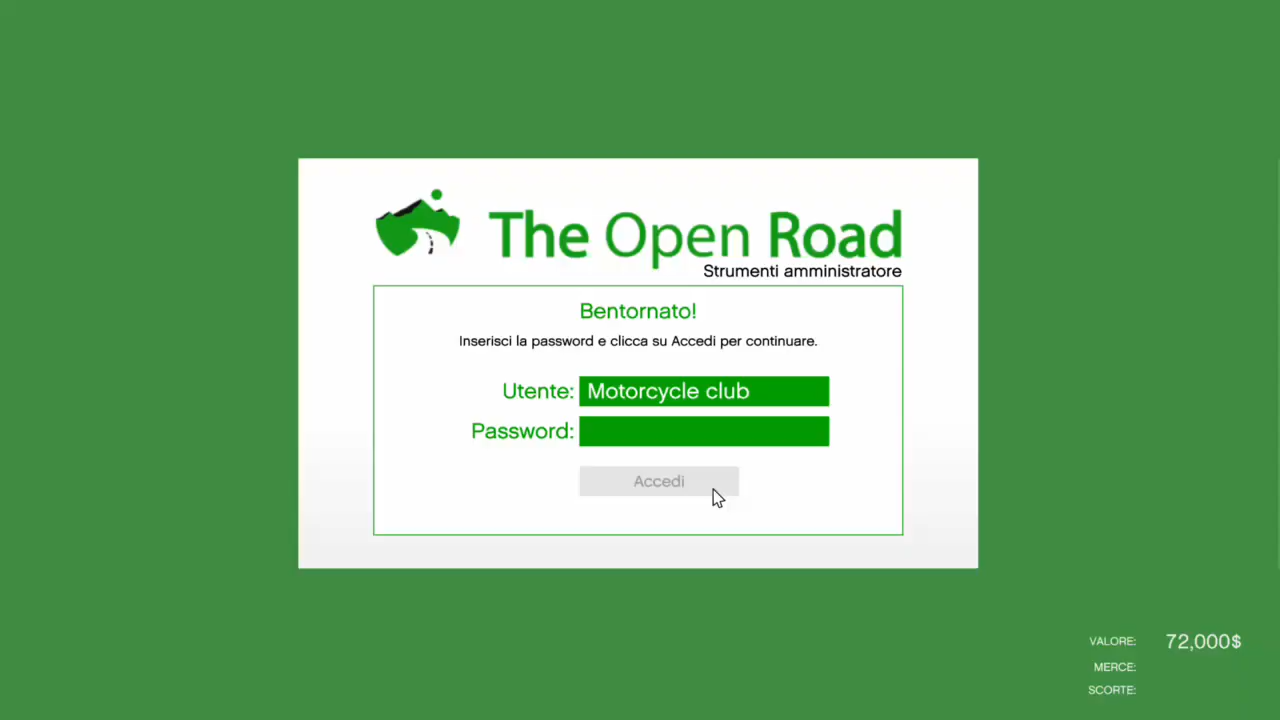 The Open Road
Strumenti amministratore
Bentornato!
Inserisci la password e clicca su Accedi per continuare.
Utente: Motorcycle club
Password:
Accedi
VALORE: 72,000$
MERCE:
SCORTE: